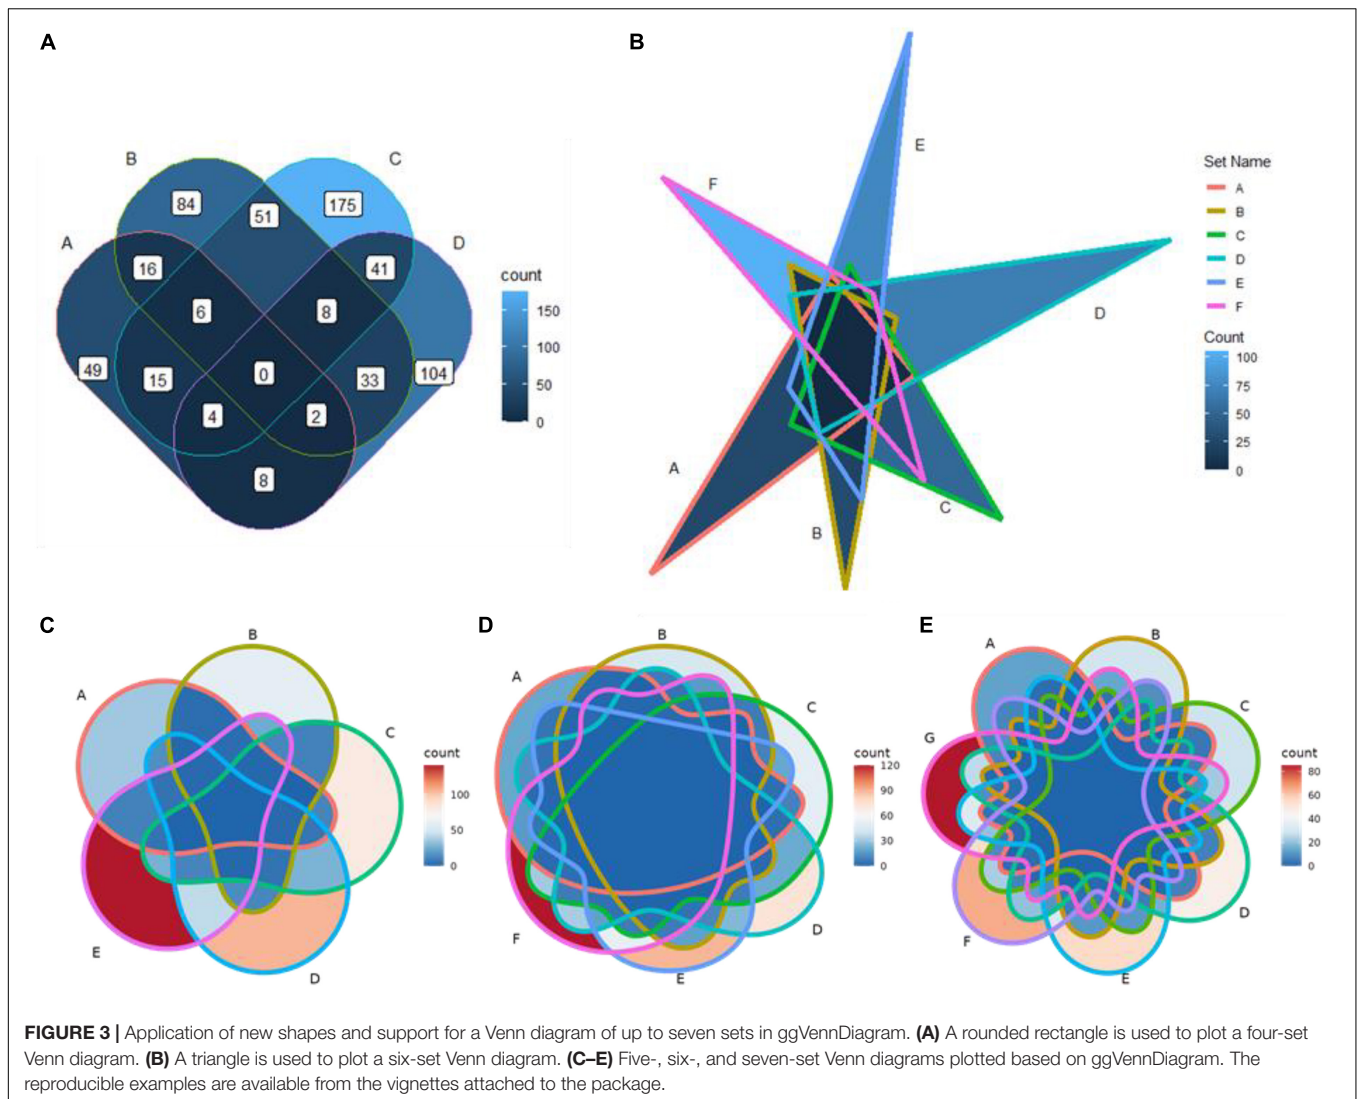 A
B
B
C
A
D
84
51
175
16
41
6
8
49
15
0
33
104
4
2
8
count
150
100
50
0
E
F
D
A
C
B
Set Name
A
B
C
D
E
F
Count
100
75
50
25
0
C
D
E
B
A
C
E
D
count
100
50
0
B
A
C
D
E
F
count
120
90
60
30
0
A
B
C
G
D
F
E
count
80
60
40
20
0
FIGURE 3 | Application of new shapes and support for a Venn diagram of up to seven sets in ggVennDiagram. (A) A rounded rectangle is used to plot a four-set
Venn diagram. (B) A triangle is used to plot a six-set Venn diagram. (C–E) Five-, six-, and seven-set Venn diagrams plotted based on ggVennDiagram. The
reproducible examples are available from the vignettes attached to the package.